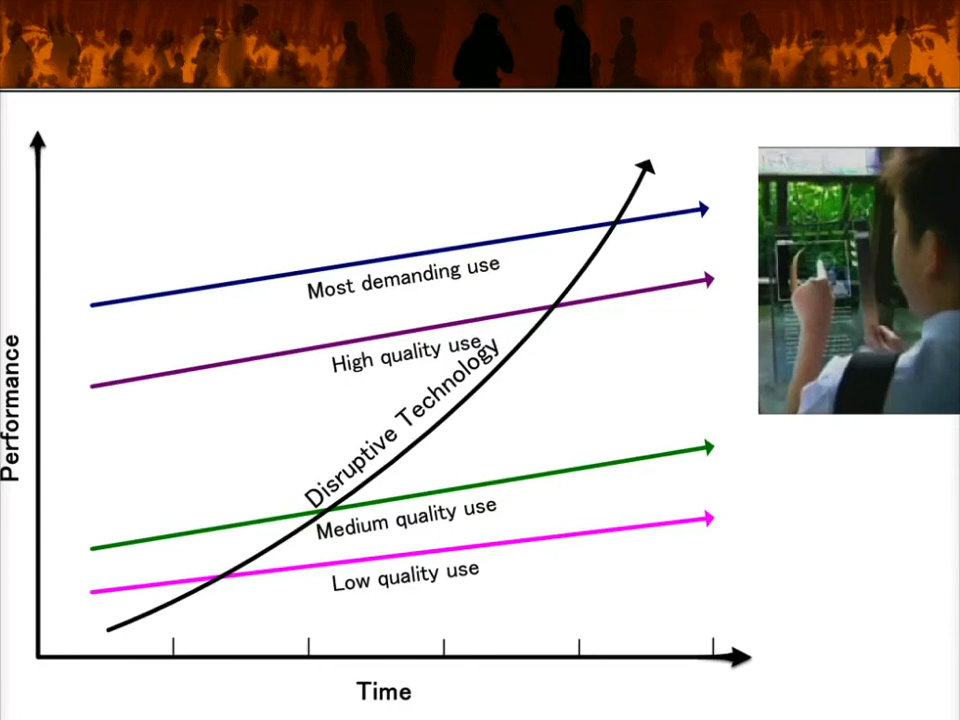 Most demanding use
High quality use
Disruptive Technology
Medium quality use
Low quality use
Performance
Time